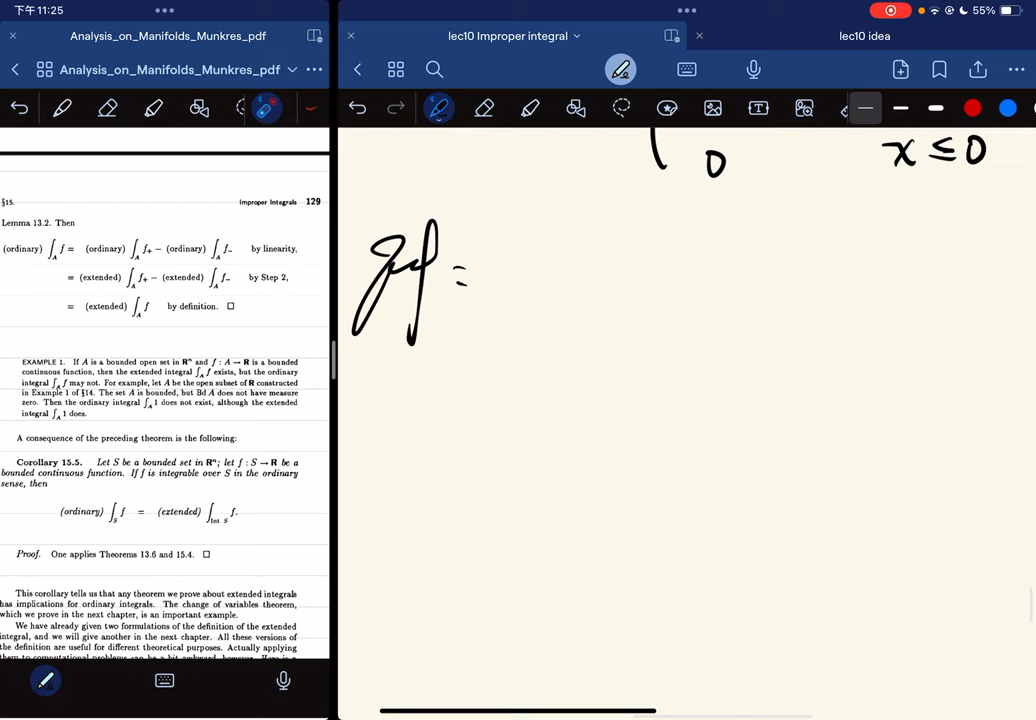 下午11:25
55%
Analysis_on_Manifolds_Munkres_pdf
lec10 Improper integral
lec10 idea
Analysis_on_Manifolds_Munkres_pdf
§15. Improper Integrals 129
Lemma 13.2. Then
(ordinary) ∫_A f = (ordinary) ∫_A f₊ − (ordinary) ∫_A f₋ by linearity,
= (extended) ∫_A f₊ − (extended) ∫_A f₋ by Step 2,
= (extended) ∫_A f by definition. □
EXAMPLE 1. If A is a bounded open set in Rⁿ and f : A → R is a bounded
continuous function, then the extended integral ∫_A f exists, but the ordinary
integral ∫_A f may not. For example, let A be the open subset of R constructed
in Example 1 of §14. The set A is bounded, but Bd A does not have measure
zero. Then the ordinary integral ∫_A 1 does not exist, although the extended
integral ∫_A 1 does.
A consequence of the preceding theorem is the following:
Corollary 15.5. Let S be a bounded set in Rⁿ; let f : S → R be a
bounded continuous function. If f is integrable over S in the ordinary
sense, then
(ordinary) ∫_S f = (extended) ∫_Int S f.
Proof. One applies Theorems 13.6 and 15.4. □
This corollary tells us that any theorem we prove about extended integrals
has implications for ordinary integrals. The change of variables theorem,
which we prove in the next chapter, is an important example.
We have already given two formulations of the definition of the extended
integral, and we will give another in the next chapter. All these versions of
the definition are useful for different theoretical purposes. Actually applying
them to computational problems can be a bit awkward, however. Here is a
0 x ≤ 0
=